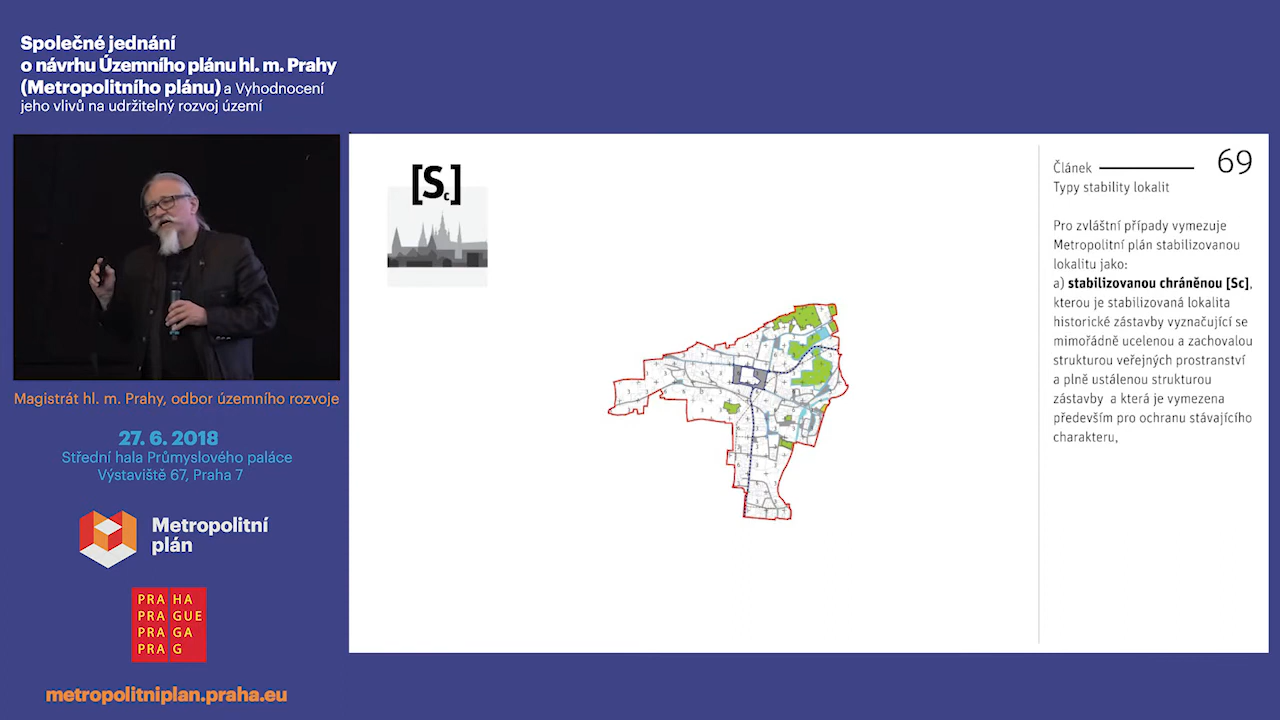 Společné jednání
o návrhu Územního plánu hl. m. Prahy
(Metropolitního plánu) a Vyhodnocení
jeho vlivů na udržitelný rozvoj území
Magistrát hl. m. Prahy, odbor územního rozvoje
27. 6. 2018
Střední hala Průmyslového paláce
Výstaviště 67, Praha 7
Metropolitní
plán
PRA HA
PRA GUE
PRA GA
PRA G
metropolitniplan.praha.eu
[Sc]
Článek 69
Typy stability lokalit
Pro zvláštní případy vymezuje
Metropolitní plán stabilizovanou
lokalitu jako:
a) stabilizovanou chráněnou [Sc],
kterou je stabilizovaná lokalita
historické zástavby vyznačující se
mimořádně ucelenou a zachovalou
strukturou veřejných prostranství
a plně ustálenou strukturou
zástavby a která je vymezena
především pro ochranu stávajícího
charakteru,